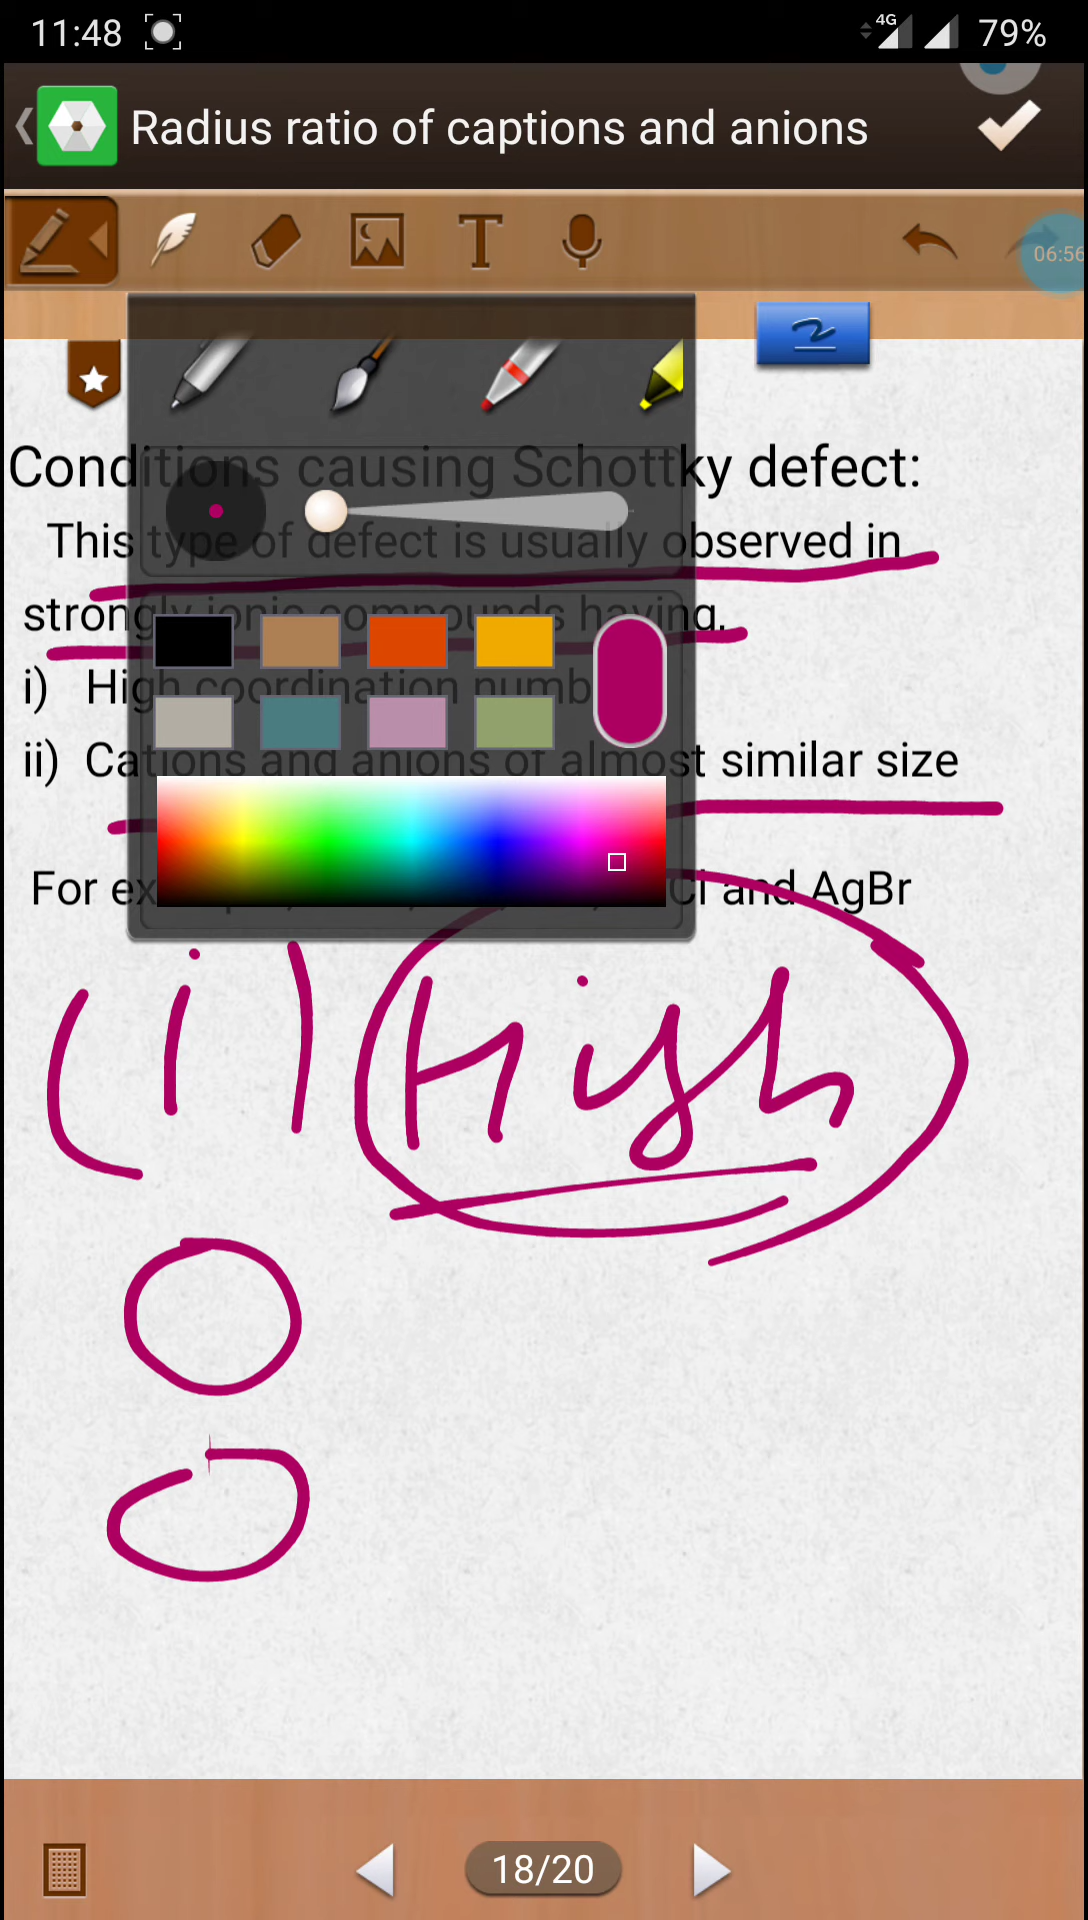 11:48 4G 79%
Radius ratio of captions and anions
06:56
Conditions causing Schottky defect:
This type of defect is usually observed in
strongly ionic compounds having.
i) High coordination numb
ii) Cations and anions of almost similar size
For ex and AgBr
(i) High
18/20